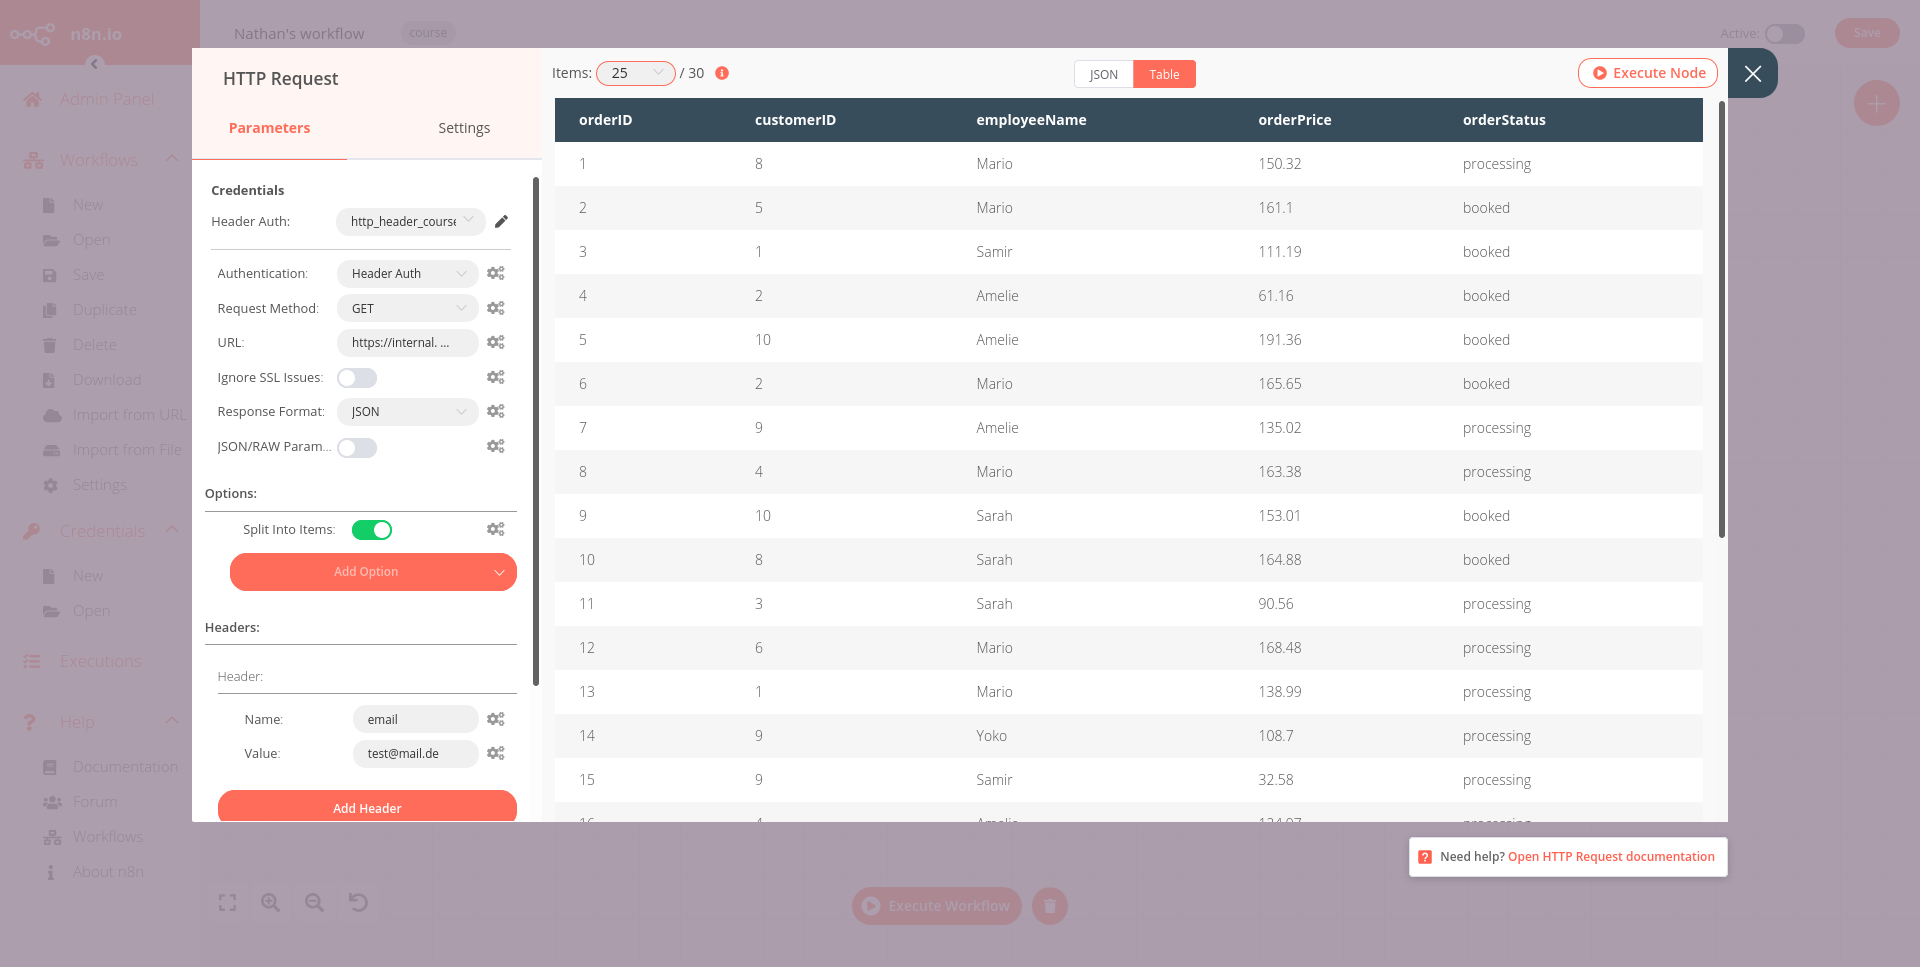 n8n.io
Nathan's workflow
course
Active:
Save
Admin Panel
Workflows
New
Open
Save
Duplicate
Delete
Download
Import from URL
Import from File
Settings
Credentials
New
Open
Executions
Help
Documentation
Forum
Workflows
About n8n
HTTP Request
Parameters Settings
Credentials
Header Auth: http_header_course
Authentication: Header Auth
Request Method: GET
URL: https://internal. ...
Ignore SSL Issues:
Response Format: JSON
JSON/RAW Param...
Options:
Split Into Items:
Add Option
Headers:
Header:
Name: email
Value: test@mail.de
Add Header
Items: 25 / 30
JSON Table
Execute Node
orderID customerID employeeName orderPrice orderStatus
1 8 Mario 150.32 processing
2 5 Mario 161.1 booked
3 1 Samir 111.19 booked
4 2 Amelie 61.16 booked
5 10 Amelie 191.36 booked
6 2 Mario 165.65 booked
7 9 Amelie 135.02 processing
8 4 Mario 163.38 processing
9 10 Sarah 153.01 booked
10 8 Sarah 164.88 booked
11 3 Sarah 90.56 processing
12 6 Mario 168.48 processing
13 1 Mario 138.99 processing
14 9 Yoko 108.7 processing
15 9 Samir 32.58 processing
16 4 Amelie processing
Need help? Open HTTP Request documentation
Execute Workflow